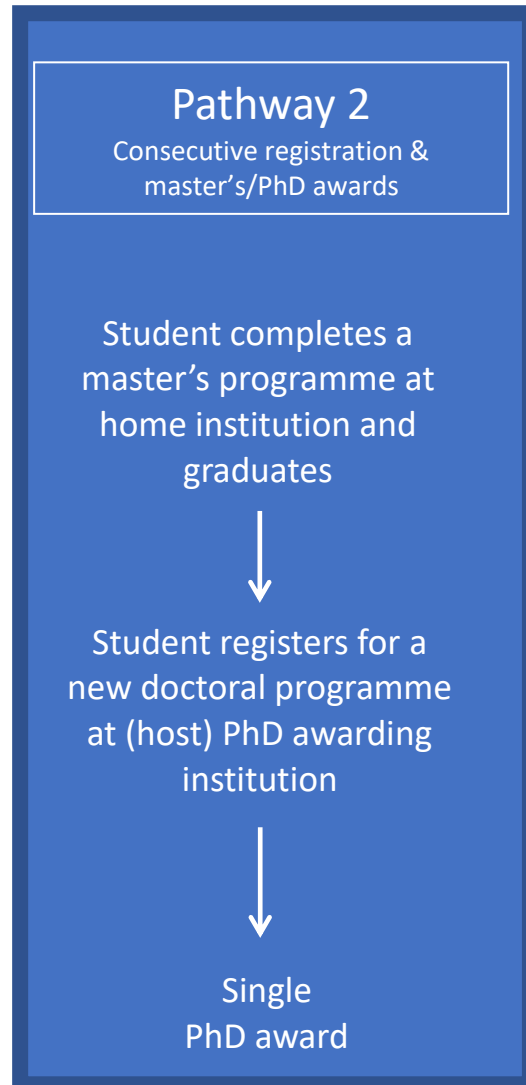 Pathway 2
Consecutive registration &
master’s/PhD awards
Student completes a
master’s programme at
home institution and
graduates
Student registers for a
new doctoral programme
at (host) PhD awarding
institution
Single
PhD award